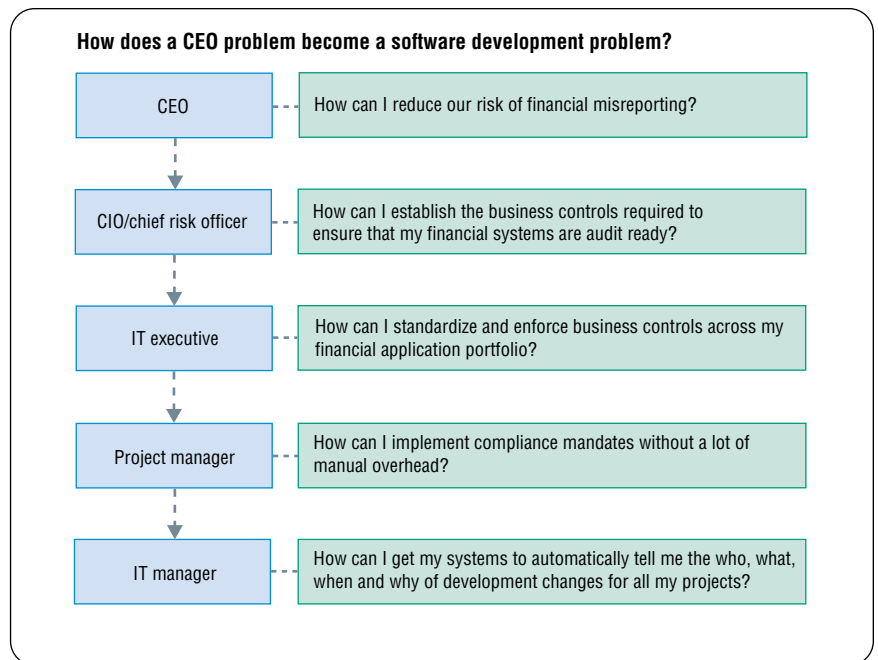 How does a CEO problem become a software development problem?
CEO
How can I reduce our risk of financial misreporting?
CIO/chief risk officer
How can I establish the business controls required to
ensure that my financial systems are audit ready?
IT executive
How can I standardize and enforce business controls across my
financial application portfolio?
Project manager
How can I implement compliance mandates without a lot of
manual overhead?
IT manager
How can I get my systems to automatically tell me the who, what,
when and why of development changes for all my projects?